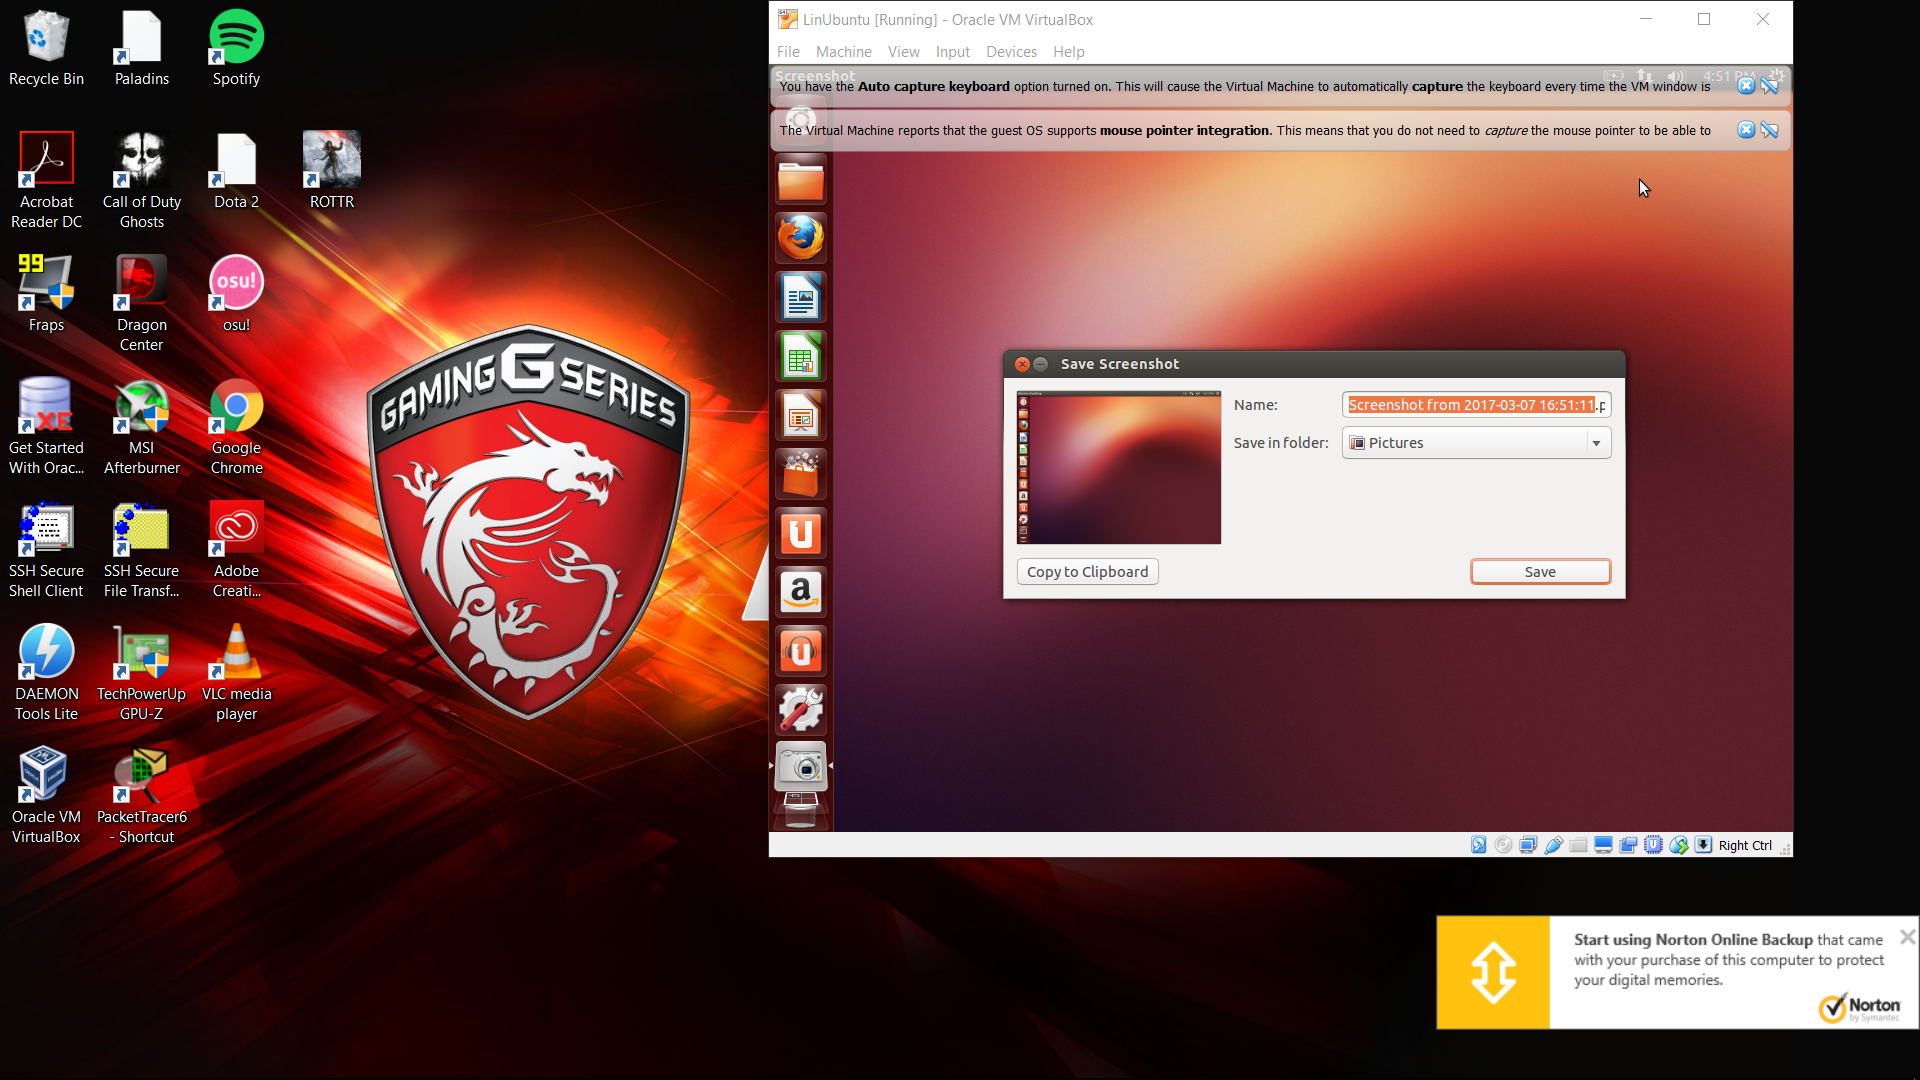 Recycle Bin
Paladins
Spotify
Acrobat
Reader DC
Call of Duty
Ghosts
Dota 2
ROTTR
99
Fraps
Dragon
Center
osu!
osu!
XE
Get Started
With Orac...
MSI
Afterburner
Google
Chrome
SSH Secure
Shell Client
SSH Secure
File Transf...
Adobe
Creati...
DAEMON
Tools Lite
TechPowerUp
GPU-Z
VLC media
player
Oracle VM
VirtualBox
PacketTracer6
- Shortcut
GAMING G SERIES
LinUbuntu [Running] - Oracle VM VirtualBox
File Machine View Input Devices Help
Screenshot
4:51 PM
You have the Auto capture keyboard option turned on. This will cause the Virtual Machine to automatically capture the keyboard every time the VM window is
The Virtual Machine reports that the guest OS supports mouse pointer integration. This means that you do not need to capture the mouse pointer to be able to
Save Screenshot
Name:
Screenshot from 2017-03-07 16:51:11.p
Save in folder:
Pictures
Copy to Clipboard
Save
Right Ctrl
Start using Norton Online Backup that came
with your purchase of this computer to protect
your digital memories.
Norton
by Symantec